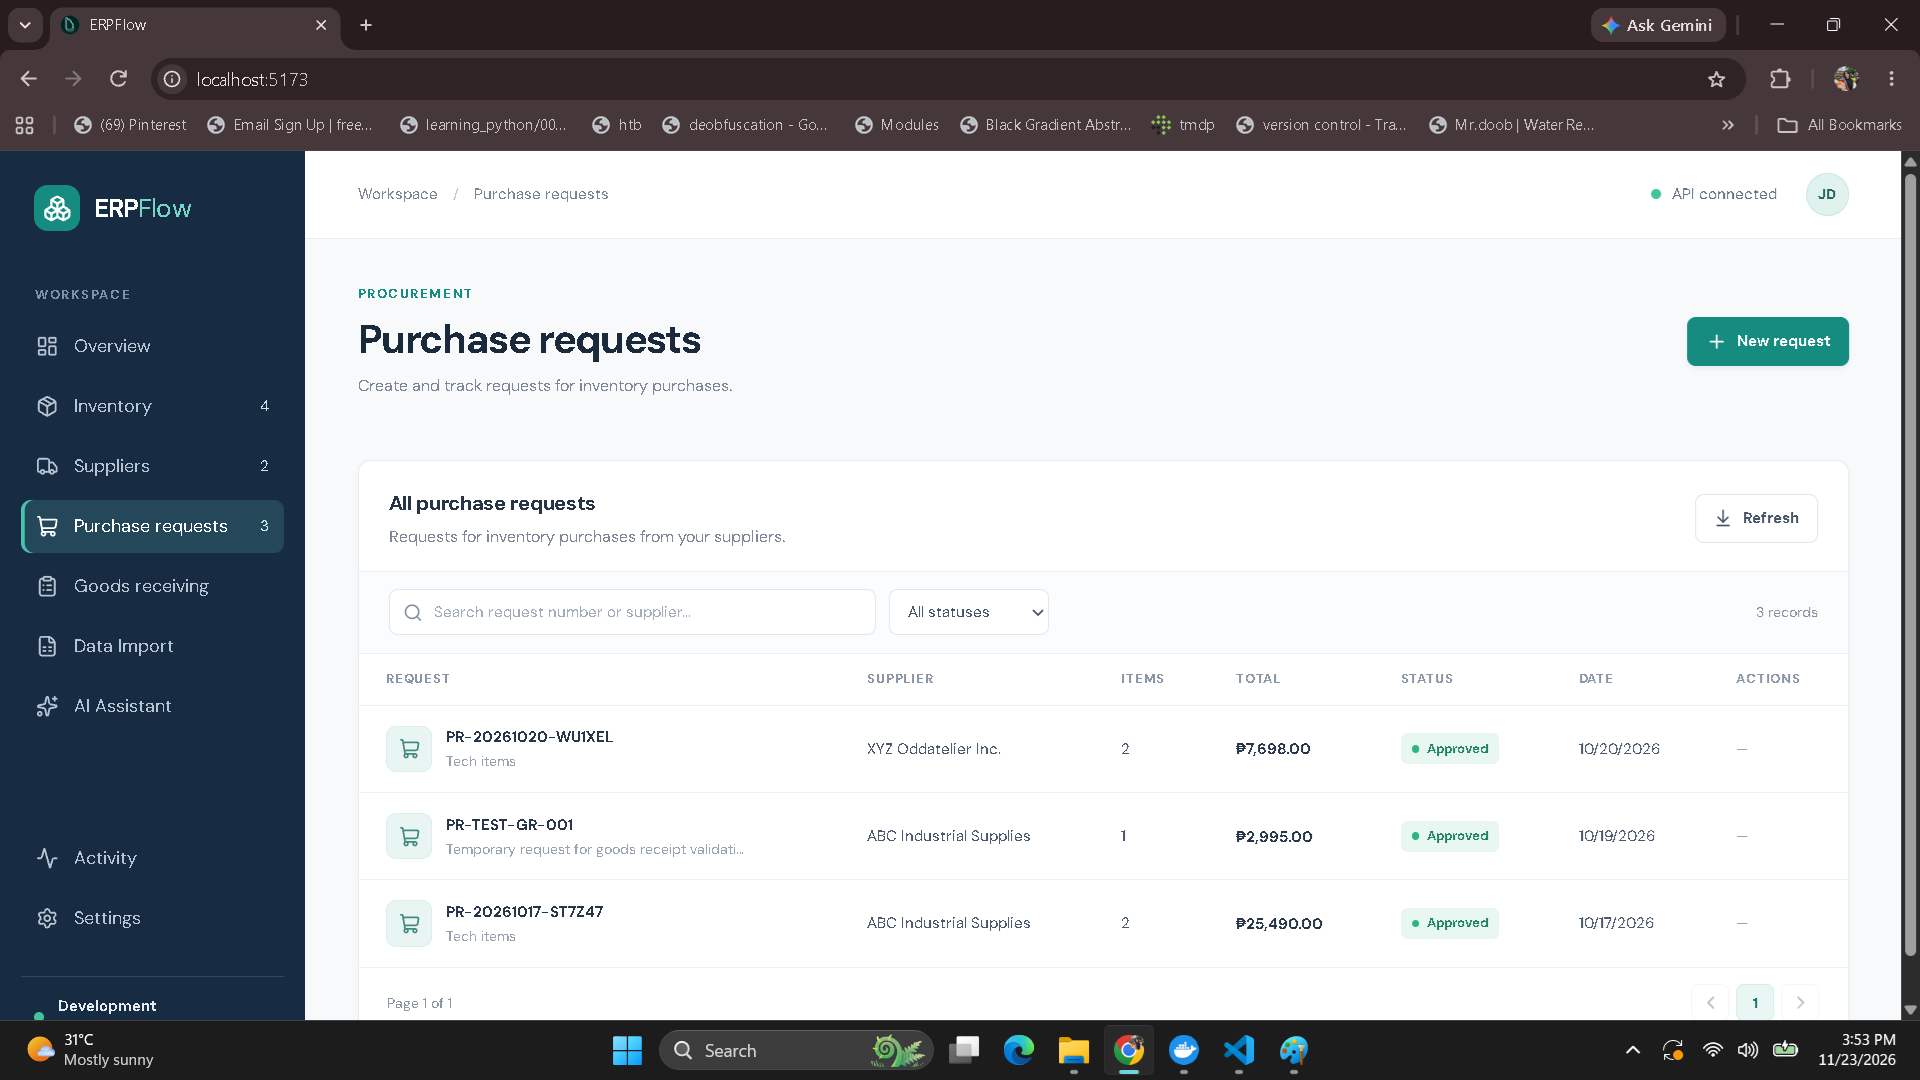 ERPFlow
Ask Gemini
localhost:5173
(69) Pinterest
Email Sign Up | free...
learning_python/00...
htb
deobfuscation - Go...
Modules
Black Gradient Abstr...
tmdp
version control - Tra...
Mr.doob | Water Re...
All Bookmarks
ERPFlow
WORKSPACE
Overview
Inventory 4
Suppliers 2
Purchase requests 3
Goods receiving
Data Import
AI Assistant
Activity
Settings
Development
Workspace / Purchase requests
API connected
JD
PROCUREMENT
Purchase requests
Create and track requests for inventory purchases.
New request
All purchase requests
Requests for inventory purchases from your suppliers.
Refresh
Search request number or supplier...
All statuses
3 records
REQUEST SUPPLIER ITEMS TOTAL STATUS DATE ACTIONS
PR-20261020-WU1XEL
Tech items
XYZ Oddatelier Inc. 2 ₱7,698.00 Approved 10/20/2026 —
PR-TEST-GR-001
Temporary request for goods receipt validati...
ABC Industrial Supplies 1 ₱2,995.00 Approved 10/19/2026 —
PR-20261017-ST7Z47
Tech items
ABC Industrial Supplies 2 ₱25,490.00 Approved 10/17/2026 —
Page 1 of 1
1
31°C
Mostly sunny
Search
3:53 PM
11/23/2026